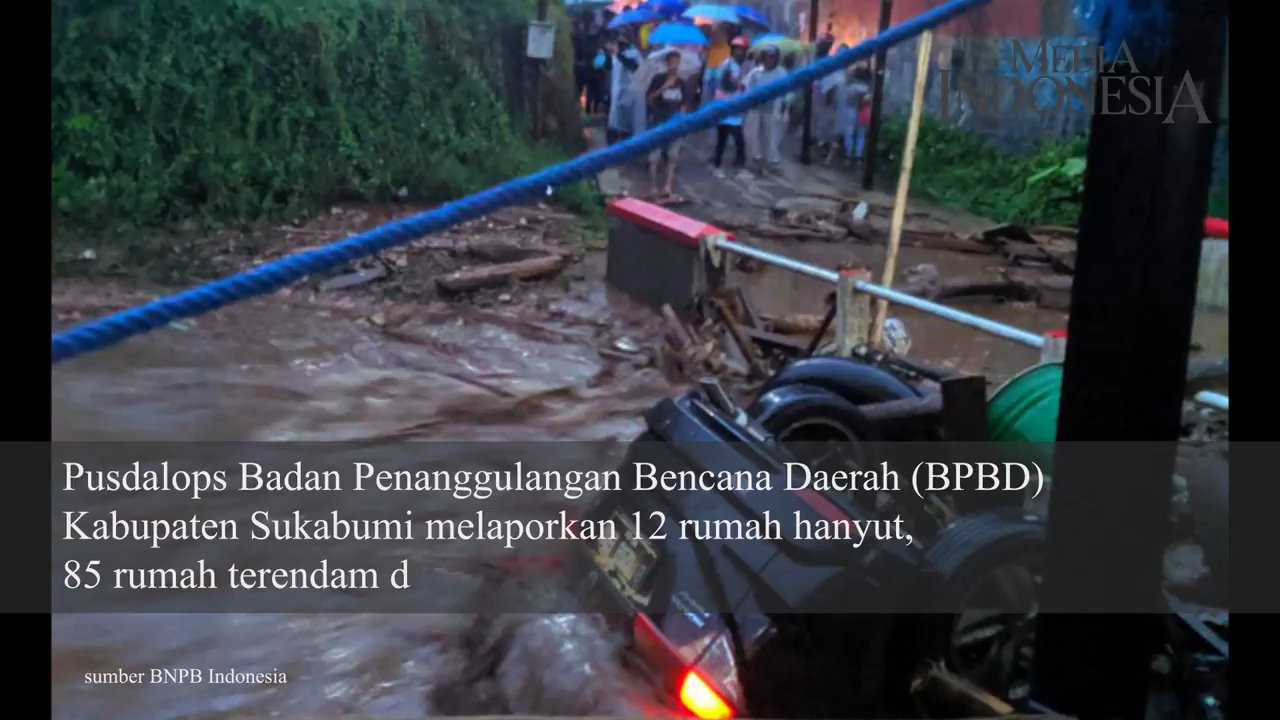 MEDIA
INDONESIA
Pusdalops Badan Penanggulangan Bencana Daerah (BPBD)
Kabupaten Sukabumi melaporkan 12 rumah hanyut,
85 rumah terendam d
sumber BNPB Indonesia